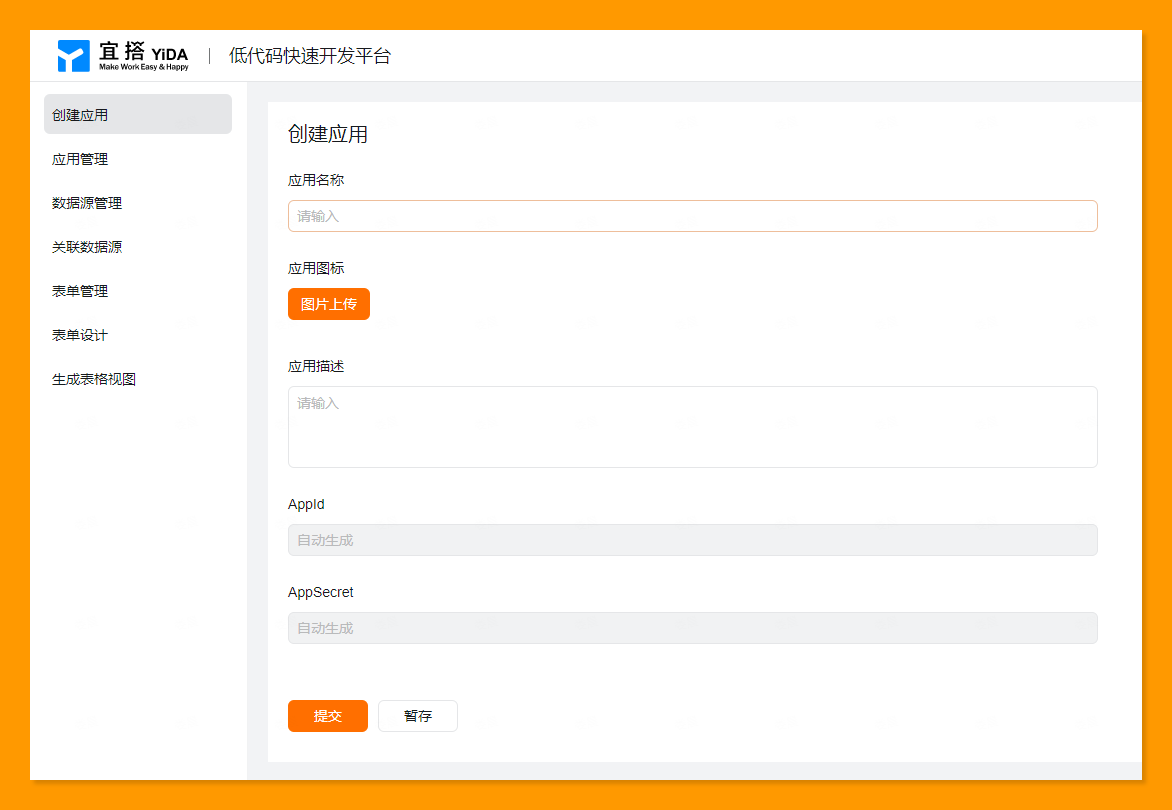 宜搭 YiDA
Make Work Easy & Happy
低代码快速开发平台
创建应用
应用管理
数据源管理
关联数据源
表单管理
表单设计
生成表格视图
创建应用
应用名称
请输入
应用图标
图片上传
应用描述
请输入
AppId
自动生成
AppSecret
自动生成
提交
暂存